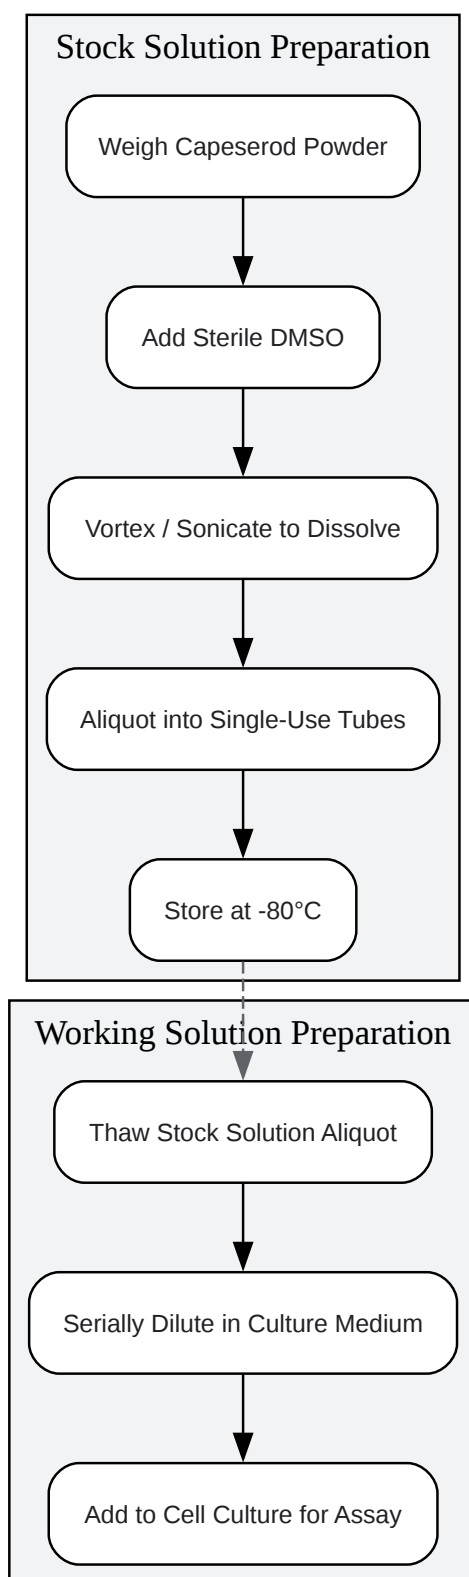 Stock Solution Preparation
Weigh Capeserod Powder
Add Sterile DMSO
Vortex / Sonicate to Dissolve
Aliquot into Single-Use Tubes
Store at -80°C
Working Solution Preparation
Thaw Stock Solution Aliquot
Serially Dilute in Culture Medium
Add to Cell Culture for Assay